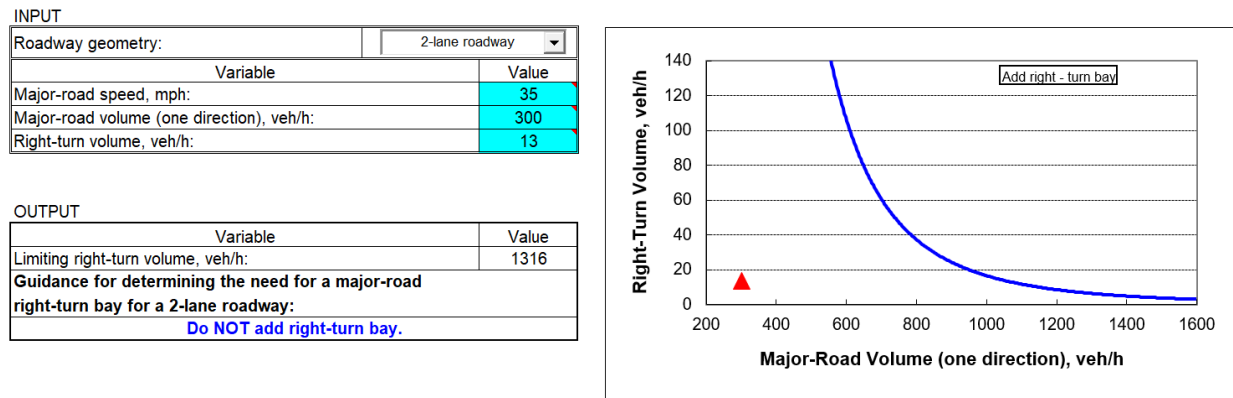 INPUT
Roadway geometry: 2-lane roadway
Variable Value
Major-road speed, mph: 35
Major-road volume (one direction), veh/h: 300
Right-turn volume, veh/h: 13
OUTPUT
Variable Value
Limiting right-turn volume, veh/h: 1316
Guidance for determining the need for a major-road
right-turn bay for a 2-lane roadway:
Do NOT add right-turn bay.
Right-Turn Volume, veh/h
140
120
100
80
60
40
20
0
Add right - turn bay
200 400 600 800 1000 1200 1400 1600
Major-Road Volume (one direction), veh/h